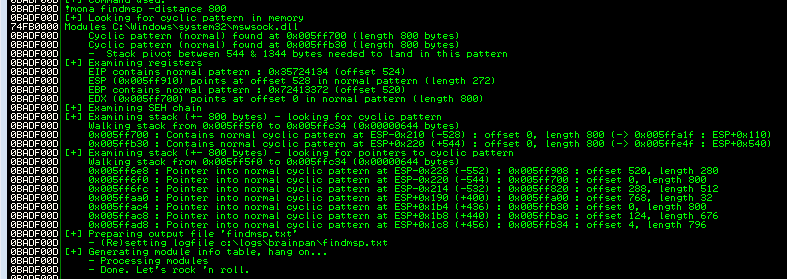 0BADF00D [+] Command used:
0BADF00D !mona findmsp -distance 800
0BADF00D [+] Looking for cyclic pattern in memory
74FE0000 Modules C:\Windows\system32\mswsock.dll
0BADF00D Cyclic pattern (normal) found at 0x005ff700 (length 800 bytes)
0BADF00D Cyclic pattern (normal) found at 0x005ffb30 (length 800 bytes)
0BADF00D - Stack pivot between 544 & 1344 bytes needed to land in this pattern
0BADF00D [+] Examining registers
0BADF00D EIP contains normal pattern : 0x35724134 (offset 524)
0BADF00D ESP (0x005ff910) points at offset 528 in normal pattern (length 272)
0BADF00D EBP contains normal pattern : 0x72413372 (offset 520)
0BADF00D EDX (0x005ff700) points at offset 0 in normal pattern (length 800)
0BADF00D [+] Examining SEH chain
0BADF00D [+] Examining stack (+- 800 bytes) - looking for cyclic pattern
0BADF00D Walking stack from 0x005ff5f0 to 0x005ffc34 (0x00000644 bytes)
0BADF00D 0x005ff700 : Contains normal cyclic pattern at ESP-0x210 (-528) : offset 0, length 800 (-> 0x005ffa1f : ESP+0x110)
0BADF00D 0x005ffb30 : Contains normal cyclic pattern at ESP+0x220 (+544) : offset 0, length 800 (-> 0x005ffe4f : ESP+0x540)
0BADF00D [+] Examining stack (+- 800 bytes) - looking for pointers to cyclic pattern
0BADF00D Walking stack from 0x005ff5f0 to 0x005ffc34 (0x00000644 bytes)
0BADF00D 0x005ff6e8 : Pointer into normal cyclic pattern at ESP-0x228 (-552) : 0x005ff908 : offset 520, length 280
0BADF00D 0x005ff6f0 : Pointer into normal cyclic pattern at ESP-0x220 (-544) : 0x005ff700 : offset 0, length 800
0BADF00D 0x005ff6fc : Pointer into normal cyclic pattern at ESP-0x214 (-532) : 0x005ff820 : offset 288, length 512
0BADF00D 0x005ffaa0 : Pointer into normal cyclic pattern at ESP+0x190 (+400) : 0x005ffa00 : offset 768, length 32
0BADF00D 0x005ffac4 : Pointer into normal cyclic pattern at ESP+0x1b4 (+436) : 0x005ffb30 : offset 0, length 800
0BADF00D 0x005ffac8 : Pointer into normal cyclic pattern at ESP+0x1b8 (+440) : 0x005ffbac : offset 124, length 676
0BADF00D 0x005ffad8 : Pointer into normal cyclic pattern at ESP+0x1c8 (+456) : 0x005ffb34 : offset 4, length 796
0BADF00D [+] Preparing output file 'findmsp.txt'
0BADF00D - (Re)setting logfile c:\logs\brainpan\findmsp.txt
0BADF00D [+] Generating module info table, hang on...
0BADF00D - Processing modules
0BADF00D - Done. Let's rock 'n roll.
0BADF00D